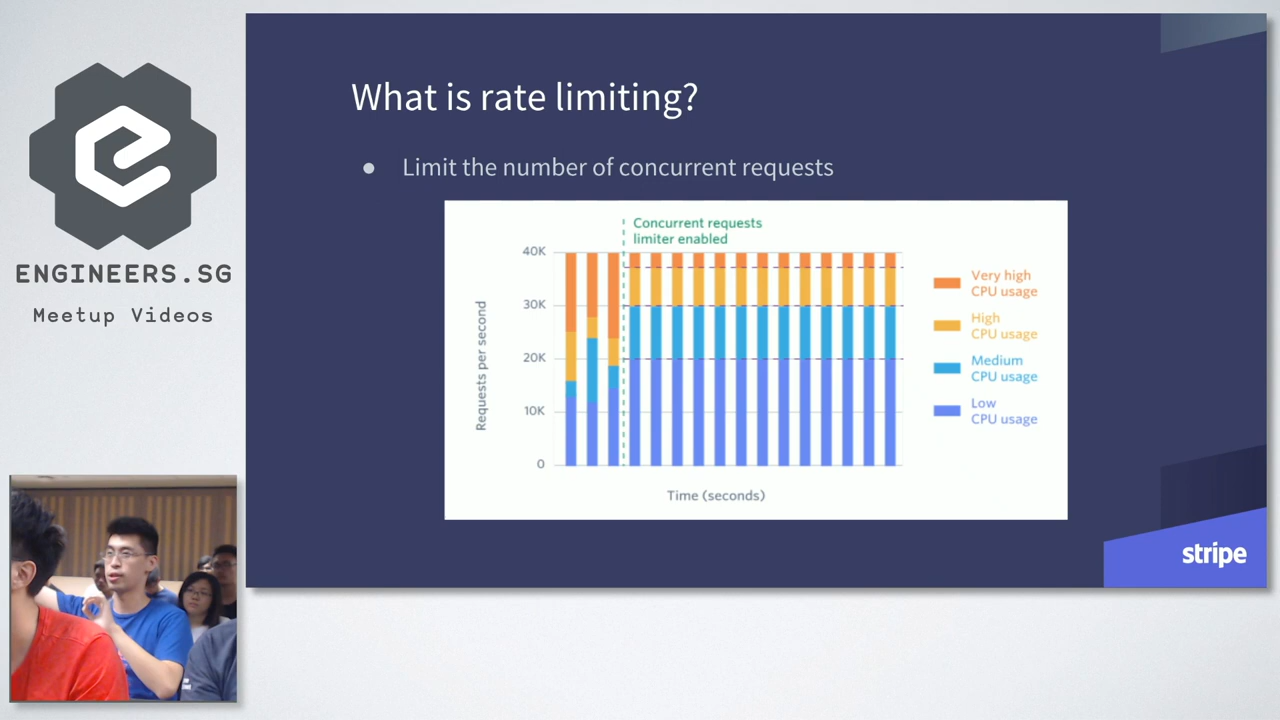 ENGINEERS.SG
Meetup Videos
What is rate limiting?
● Limit the number of concurrent requests
Concurrent requests
limiter enabled
40K
30K
20K
10K
0
Requests per second
Time (seconds)
Very high
CPU usage
High
CPU usage
Medium
CPU usage
Low
CPU usage
stripe